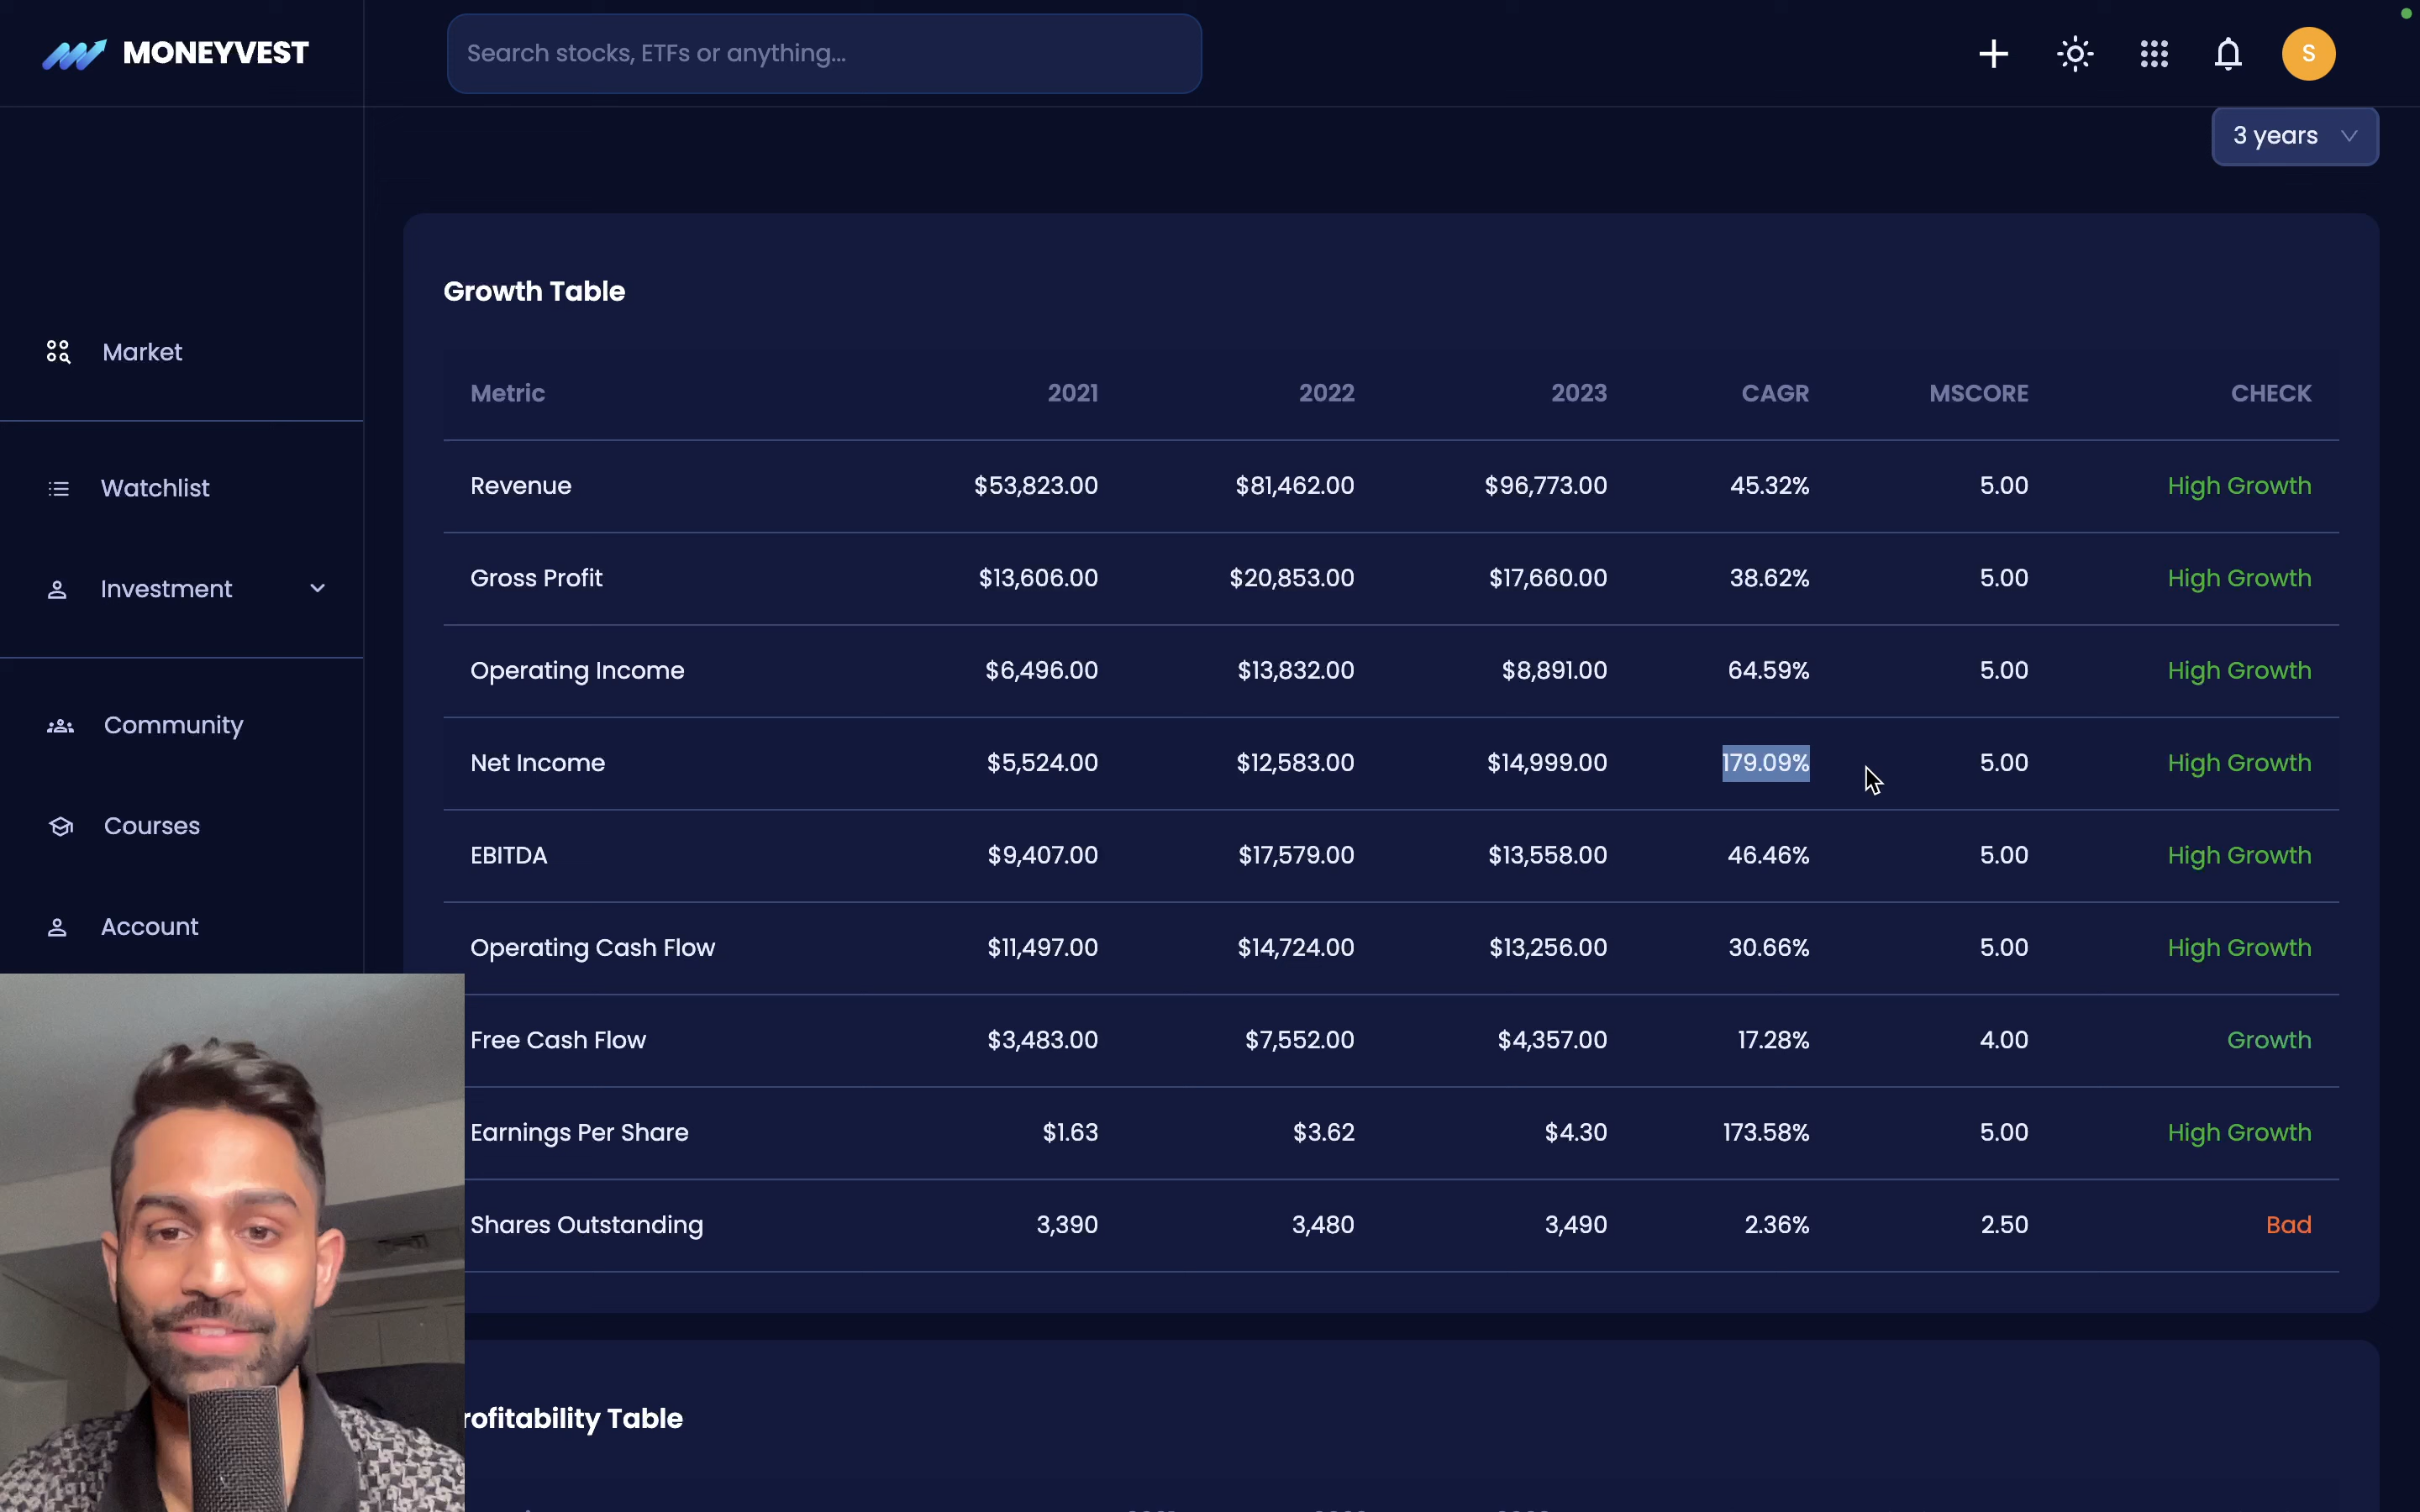 MONEYVEST
Search stocks, ETFs or anything...
S
3 years
Market
Watchlist
Investment
Community
Courses
Account
Growth Table
Metric 2021 2022 2023 CAGR MSCORE CHECK
Revenue $53,823.00 $81,462.00 $96,773.00 45.32% 5.00 High Growth
Gross Profit $13,606.00 $20,853.00 $17,660.00 38.62% 5.00 High Growth
Operating Income $6,496.00 $13,832.00 $8,891.00 64.59% 5.00 High Growth
Net Income $5,524.00 $12,583.00 $14,999.00 179.09% 5.00 High Growth
EBITDA $9,407.00 $17,579.00 $13,558.00 46.46% 5.00 High Growth
Operating Cash Flow $11,497.00 $14,724.00 $13,256.00 30.66% 5.00 High Growth
Free Cash Flow $3,483.00 $7,552.00 $4,357.00 17.28% 4.00 Growth
Earnings Per Share $1.63 $3.62 $4.30 173.58% 5.00 High Growth
Shares Outstanding 3,390 3,480 3,490 2.36% 2.50 Bad
rofitability Table